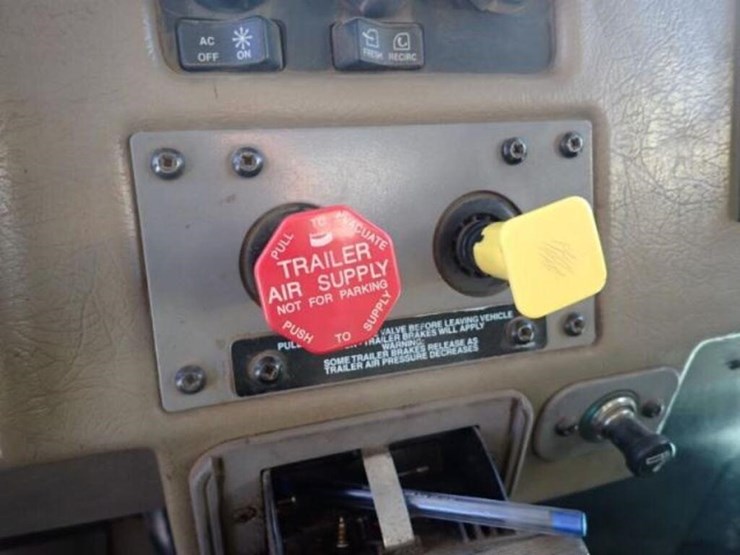 AC
OFF ON
FRESH RECIRC
PULL TO EVACUATE
TRAILER
AIR SUPPLY
NOT FOR PARKING
PUSH TO SUPPLY
VALVE BEFORE LEAVING VEHICLE
TRAILER BRAKES WILL APPLY
WARNING:
SOME TRAILER BRAKES RELEASE AS
TRAILER AIR PRESSURE DECREASES